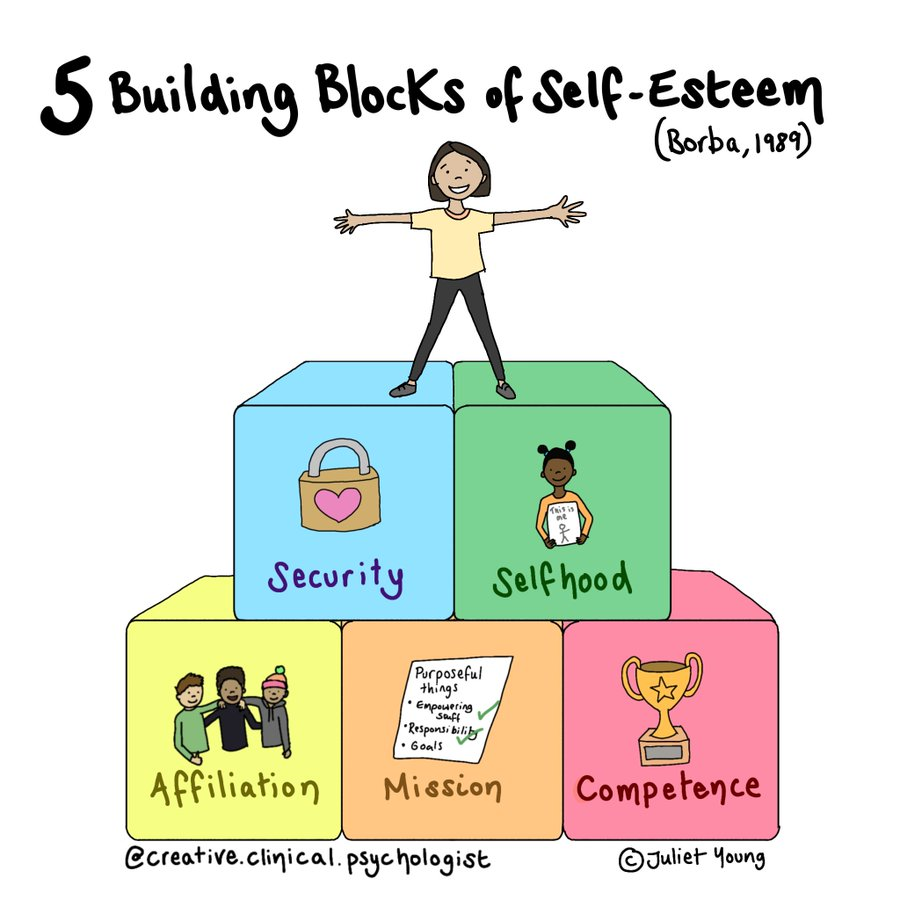 5 Building Blocks of Self-Esteem
(Borba, 1989)
Security
This is
me
Selfhood
Purposeful
things
• Empowering
stuff
• Responsibility
• Goals
Affiliation
Mission
Competence
@creative.clinical.psychologist
© Juliet Young